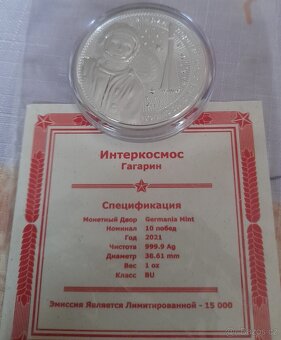 Интеркосмос
Гагарин
Спецификация
Монетный Двор Germania Mint
Номинал 10 побед
Год 2021
Чистота 999.9 Ag
Диаметр 38.61 mm
Вес 1 oz
Класс BU
Эмиссия Является Лимитированной - 15 000